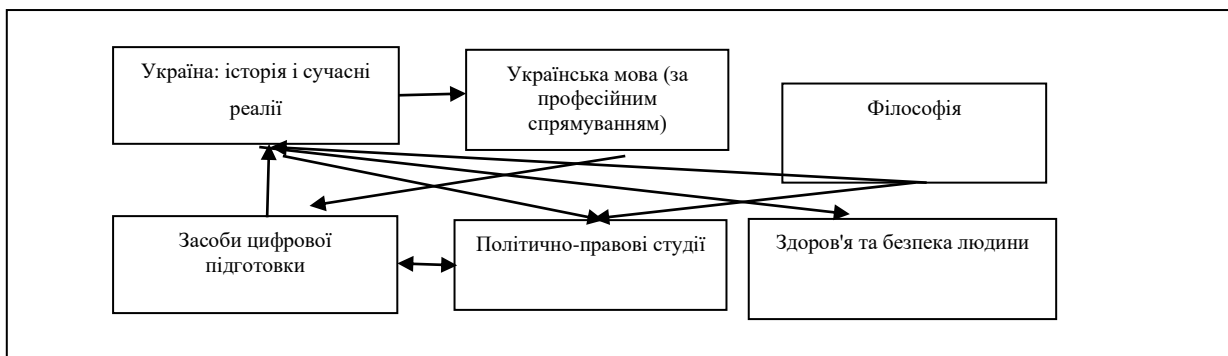 Україна: історія і сучасні
реалії
Українська мова (за
професійним
спрямуванням)
Філософія
Засоби цифрової
підготовки
Політично-правові студії
Здоров'я та безпека людини